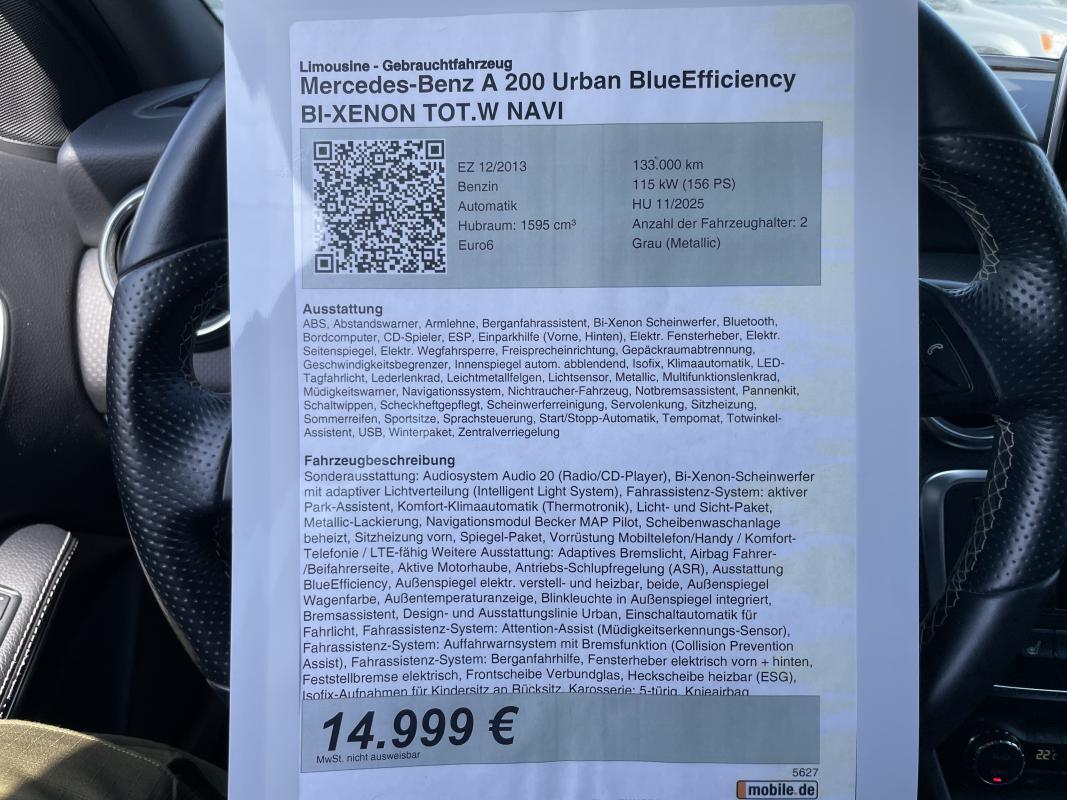 Limousine - Gebrauchtfahrzeug
Mercedes-Benz A 200 Urban BlueEfficiency
BI-XENON TOT.W NAVI
EZ 12/2013
133.000 km
Benzin
115 kW (156 PS)
Automatik
HU 11/2025
Hubraum: 1595 cm³
Anzahl der Fahrzeughalter: 2
Euro6
Grau (Metallic)
Ausstattung
ABS, Abstandswarner, Armlehne, Berganfahrassistent, Bi-Xenon Scheinwerfer, Bluetooth,
Bordcomputer, CD-Spieler, ESP, Einparkhilfe (Vorne, Hinten), Elektr. Fensterheber, Elektr.
Seitenspiegel, Elektr. Wegfahrsperre, Freisprecheinrichtung, Gepäckraumabtrennung,
Geschwindigkeitsbegrenzer, Innenspiegel autom. abblendend, Isofix, Klimaautomatik, LED-
Tagfahrlicht, Lederlenkrad, Leichtmetallfelgen, Lichtsensor, Metallic, Multifunktionslenkrad,
Müdigkeitswarner, Navigationssystem, Nichtraucher-Fahrzeug, Notbremsassistent, Pannenkit,
Schaltwippen, Scheckheftgepflegt, Scheinwerferreinigung, Servolenkung, Sitzheizung,
Sommerreifen, Sportsitze, Sprachsteuerung, Start/Stopp-Automatik, Tempomat, Totwinkel-
Assistent, USB, Winterpaket, Zentralverriegelung
Fahrzeugbeschreibung
Sonderausstattung: Audiosystem Audio 20 (Radio/CD-Player), Bi-Xenon-Scheinwerfer
mit adaptiver Lichtverteilung (Intelligent Light System), Fahrassistenz-System: aktiver
Park-Assistent, Komfort-Klimaautomatik (Thermotronik), Licht- und Sicht-Paket,
Metallic-Lackierung, Navigationsmodul Becker MAP Pilot, Scheibenwaschanlage
beheizt, Sitzheizung vorn, Spiegel-Paket, Vorrüstung Mobiltelefon/Handy / Komfort-
Telefonie / LTE-fähig Weitere Ausstattung: Adaptives Bremslicht, Airbag Fahrer-
/Beifahrerseite, Aktive Motorhaube, Antriebs-Schlupfregelung (ASR), Ausstattung
BlueEfficiency, Außenspiegel elektr. verstell- und heizbar, beide, Außenspiegel
Wagenfarbe, Außentemperaturanzeige, Blinkleuchte in Außenspiegel integriert,
Bremsassistent, Design- und Ausstattungslinie Urban, Einschaltautomatik für
Fahrlicht, Fahrassistenz-System: Attention-Assist (Müdigkeitserkennungs-Sensor),
Fahrassistenz-System: Auffahrwarnsystem mit Bremsfunktion (Collision Prevention
Assist), Fahrassistenz-System: Berganfahrhilfe, Fensterheber elektrisch vorn + hinten,
Feststellbremse elektrisch, Frontscheibe Verbundglas, Heckscheibe heizbar (ESG),
Isofix-Aufnahmen für Kindersitz an Rücksitz, Karosserie: 5-türig, Knieairbag
14.999 €
MwSt. nicht ausweisbar
5627
mobile.de
22°